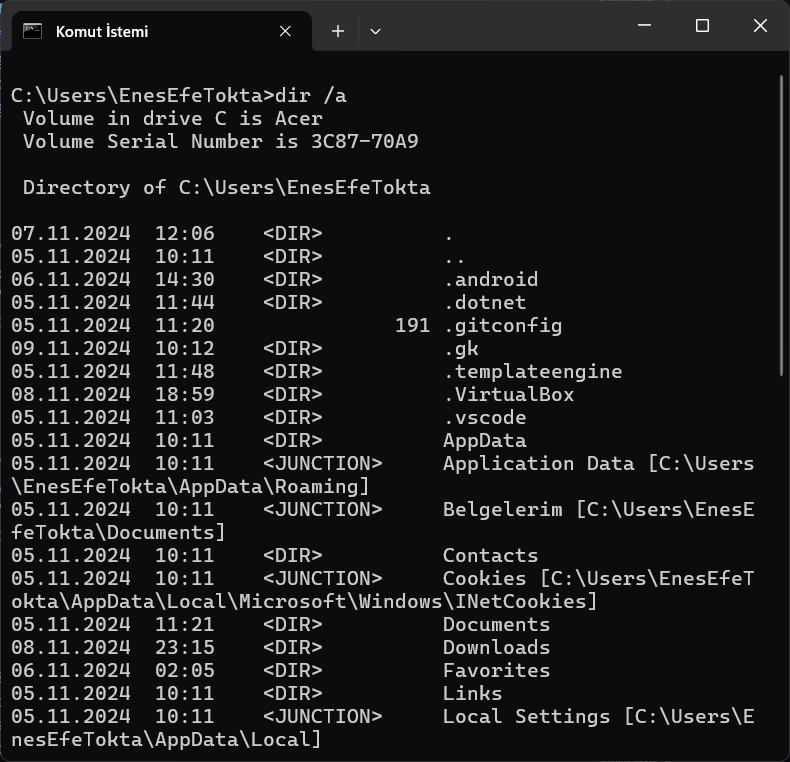 Komut İstemi
C:\Users\EnesEfeTokta>dir /a
 Volume in drive C is Acer
 Volume Serial Number is 3C87-70A9
 Directory of C:\Users\EnesEfeTokta
07.11.2024  12:06    <DIR>          .
05.11.2024  10:11    <DIR>          ..
06.11.2024  14:30    <DIR>          .android
05.11.2024  11:44    <DIR>          .dotnet
05.11.2024  11:20               191 .gitconfig
09.11.2024  10:12    <DIR>          .gk
05.11.2024  11:48    <DIR>          .templateengine
08.11.2024  18:59    <DIR>          .VirtualBox
05.11.2024  11:03    <DIR>          .vscode
05.11.2024  10:11    <DIR>          AppData
05.11.2024  10:11    <JUNCTION>     Application Data [C:\Users
\EnesEfeTokta\AppData\Roaming]
05.11.2024  10:11    <JUNCTION>     Belgelerim [C:\Users\EnesE
feTokta\Documents]
05.11.2024  10:11    <DIR>          Contacts
05.11.2024  10:11    <JUNCTION>     Cookies [C:\Users\EnesEfeT
okta\AppData\Local\Microsoft\Windows\INetCookies]
05.11.2024  11:21    <DIR>          Documents
08.11.2024  23:15    <DIR>          Downloads
06.11.2024  02:05    <DIR>          Favorites
05.11.2024  10:11    <DIR>          Links
05.11.2024  10:11    <JUNCTION>     Local Settings [C:\Users\E
nesEfeTokta\AppData\Local]